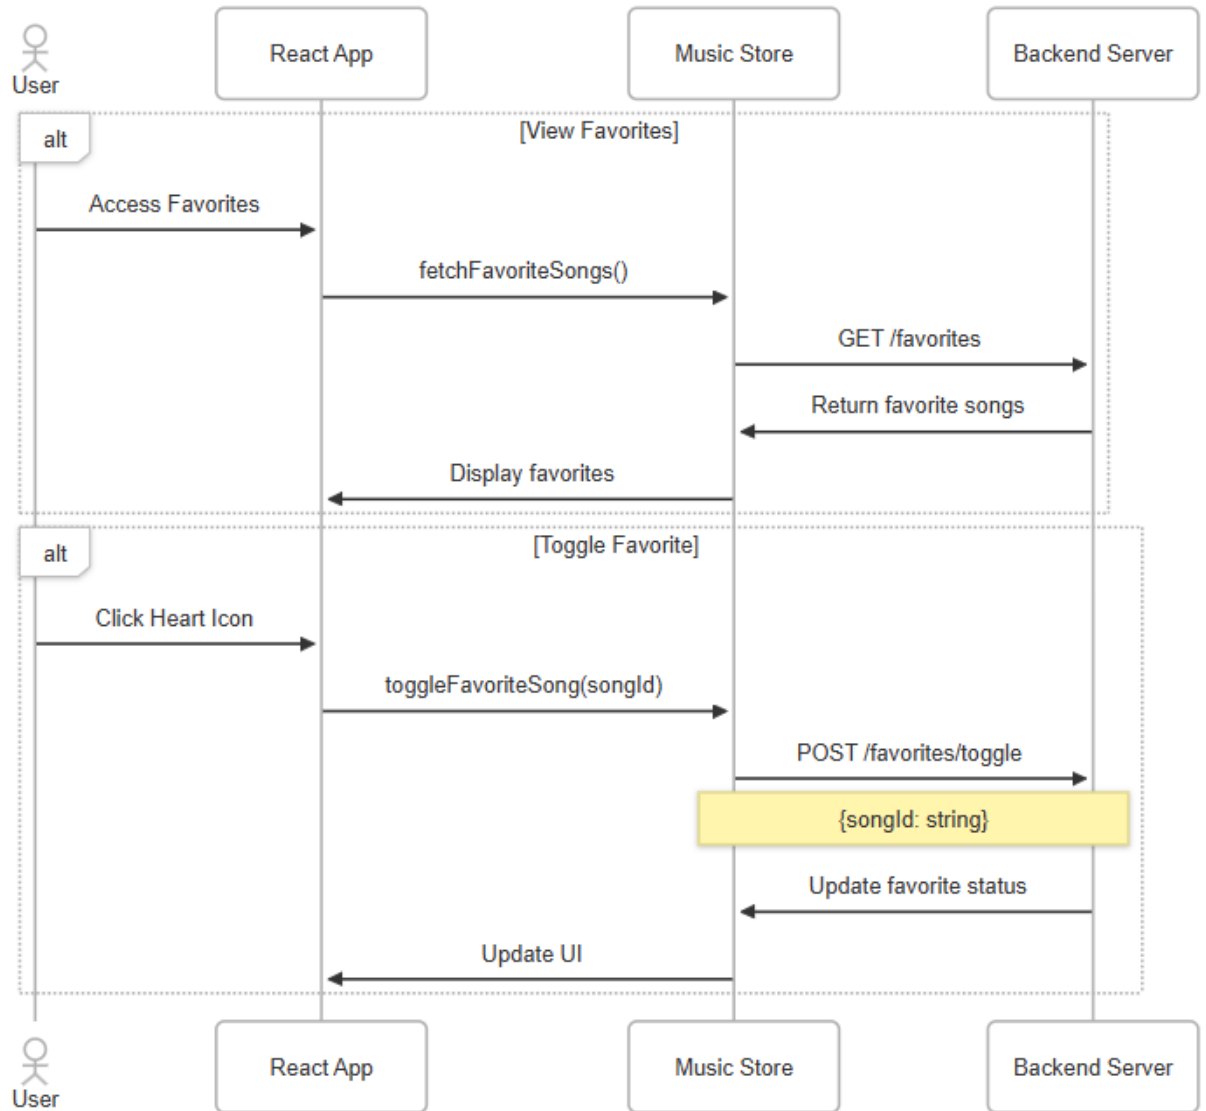 User
React App
Music Store
Backend Server
alt
[View Favorites]
Access Favorites
fetchFavoriteSongs()
GET /favorites
Return favorite songs
Display favorites
alt
[Toggle Favorite]
Click Heart Icon
toggleFavoriteSong(songId)
POST /favorites/toggle
{songId: string}
Update favorite status
Update UI
User
React App
Music Store
Backend Server